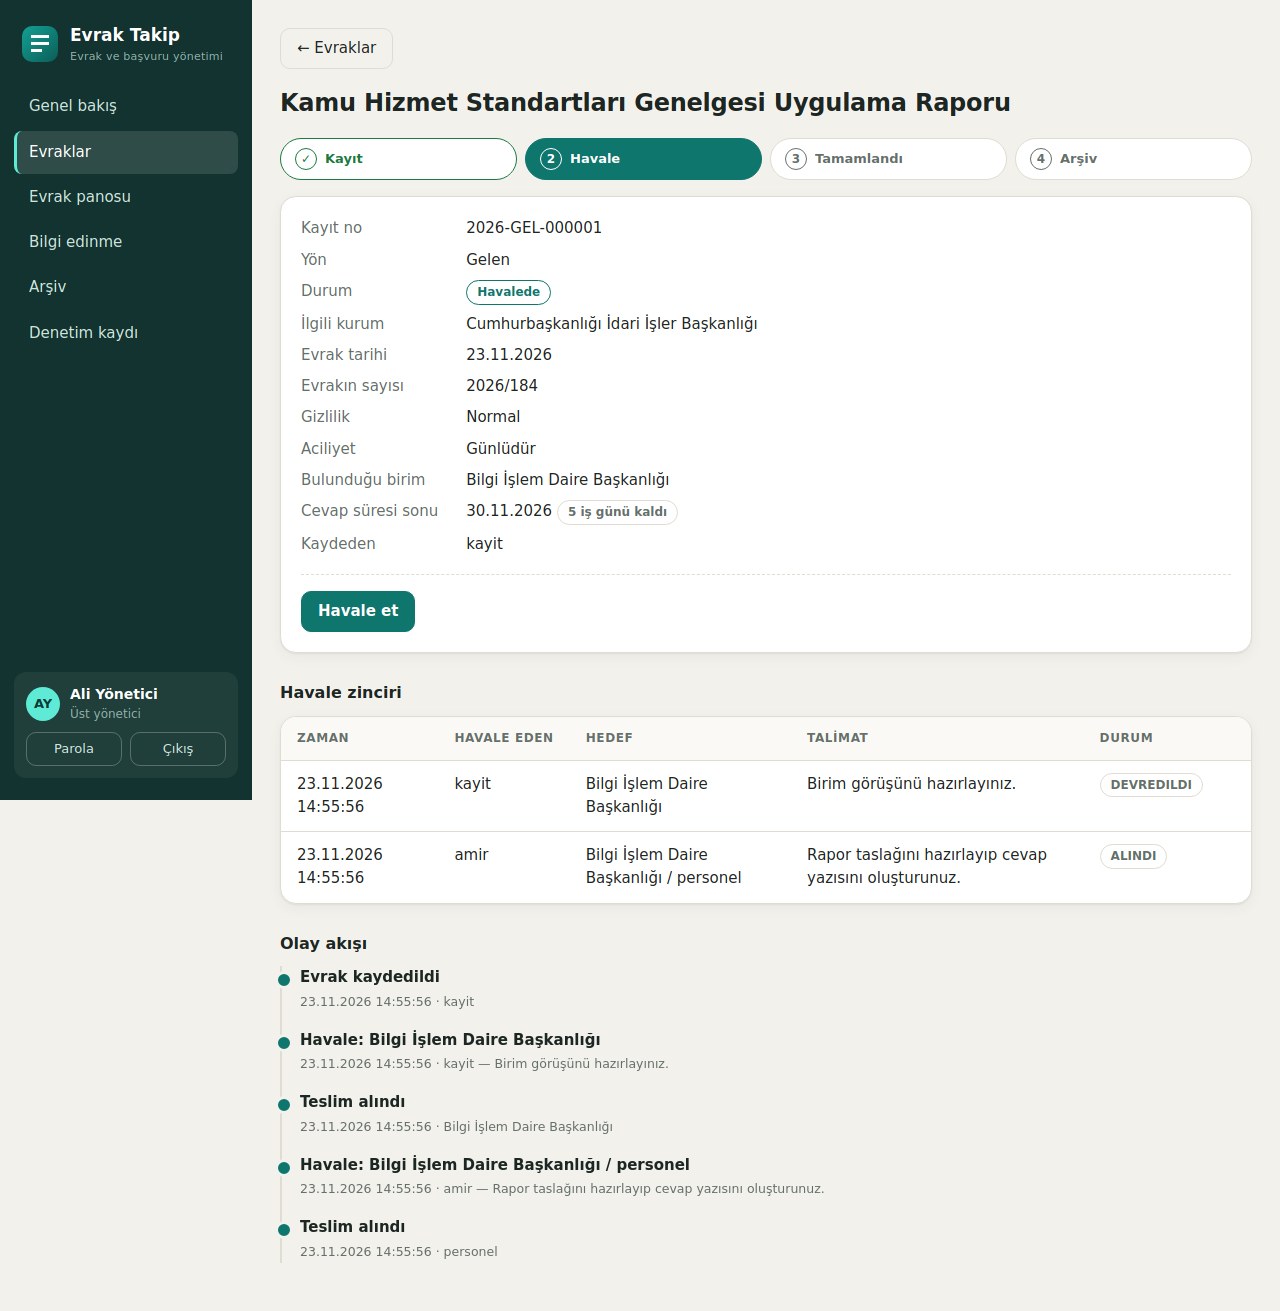 Evrak Takip
Evrak ve başvuru yönetimi
Genel bakış
Evraklar
Evrak panosu
Bilgi edinme
Arşiv
Denetim kaydı
AY
Ali Yönetici
Üst yönetici
Parola
Çıkış
← Evraklar
Kamu Hizmet Standartları Genelgesi Uygulama Raporu
✓ Kayıt
2 Havale
3 Tamamlandı
4 Arşiv
Kayıt no 2026-GEL-000001
Yön Gelen
Durum Havalede
İlgili kurum Cumhurbaşkanlığı İdari İşler Başkanlığı
Evrak tarihi 23.11.2026
Evrakın sayısı 2026/184
Gizlilik Normal
Aciliyet Günlüdür
Bulunduğu birim Bilgi İşlem Daire Başkanlığı
Cevap süresi sonu 30.11.2026 5 iş günü kaldı
Kaydeden kayit
Havale et
Havale zinciri
ZAMAN HAVALE EDEN HEDEF TALİMAT DURUM
23.11.2026 kayit Bilgi İşlem Daire Birim görüşünü hazırlayınız. DEVREDILDI
14:55:56 Başkanlığı
23.11.2026 amir Bilgi İşlem Daire Rapor taslağını hazırlayıp cevap ALINDI
14:55:56 Başkanlığı / personel yazısını oluşturunuz.
Olay akışı
Evrak kaydedildi
23.11.2026 14:55:56 · kayit
Havale: Bilgi İşlem Daire Başkanlığı
23.11.2026 14:55:56 · kayit — Birim görüşünü hazırlayınız.
Teslim alındı
23.11.2026 14:55:56 · Bilgi İşlem Daire Başkanlığı
Havale: Bilgi İşlem Daire Başkanlığı / personel
23.11.2026 14:55:56 · amir — Rapor taslağını hazırlayıp cevap yazısını oluşturunuz.
Teslim alındı
23.11.2026 14:55:56 · personel